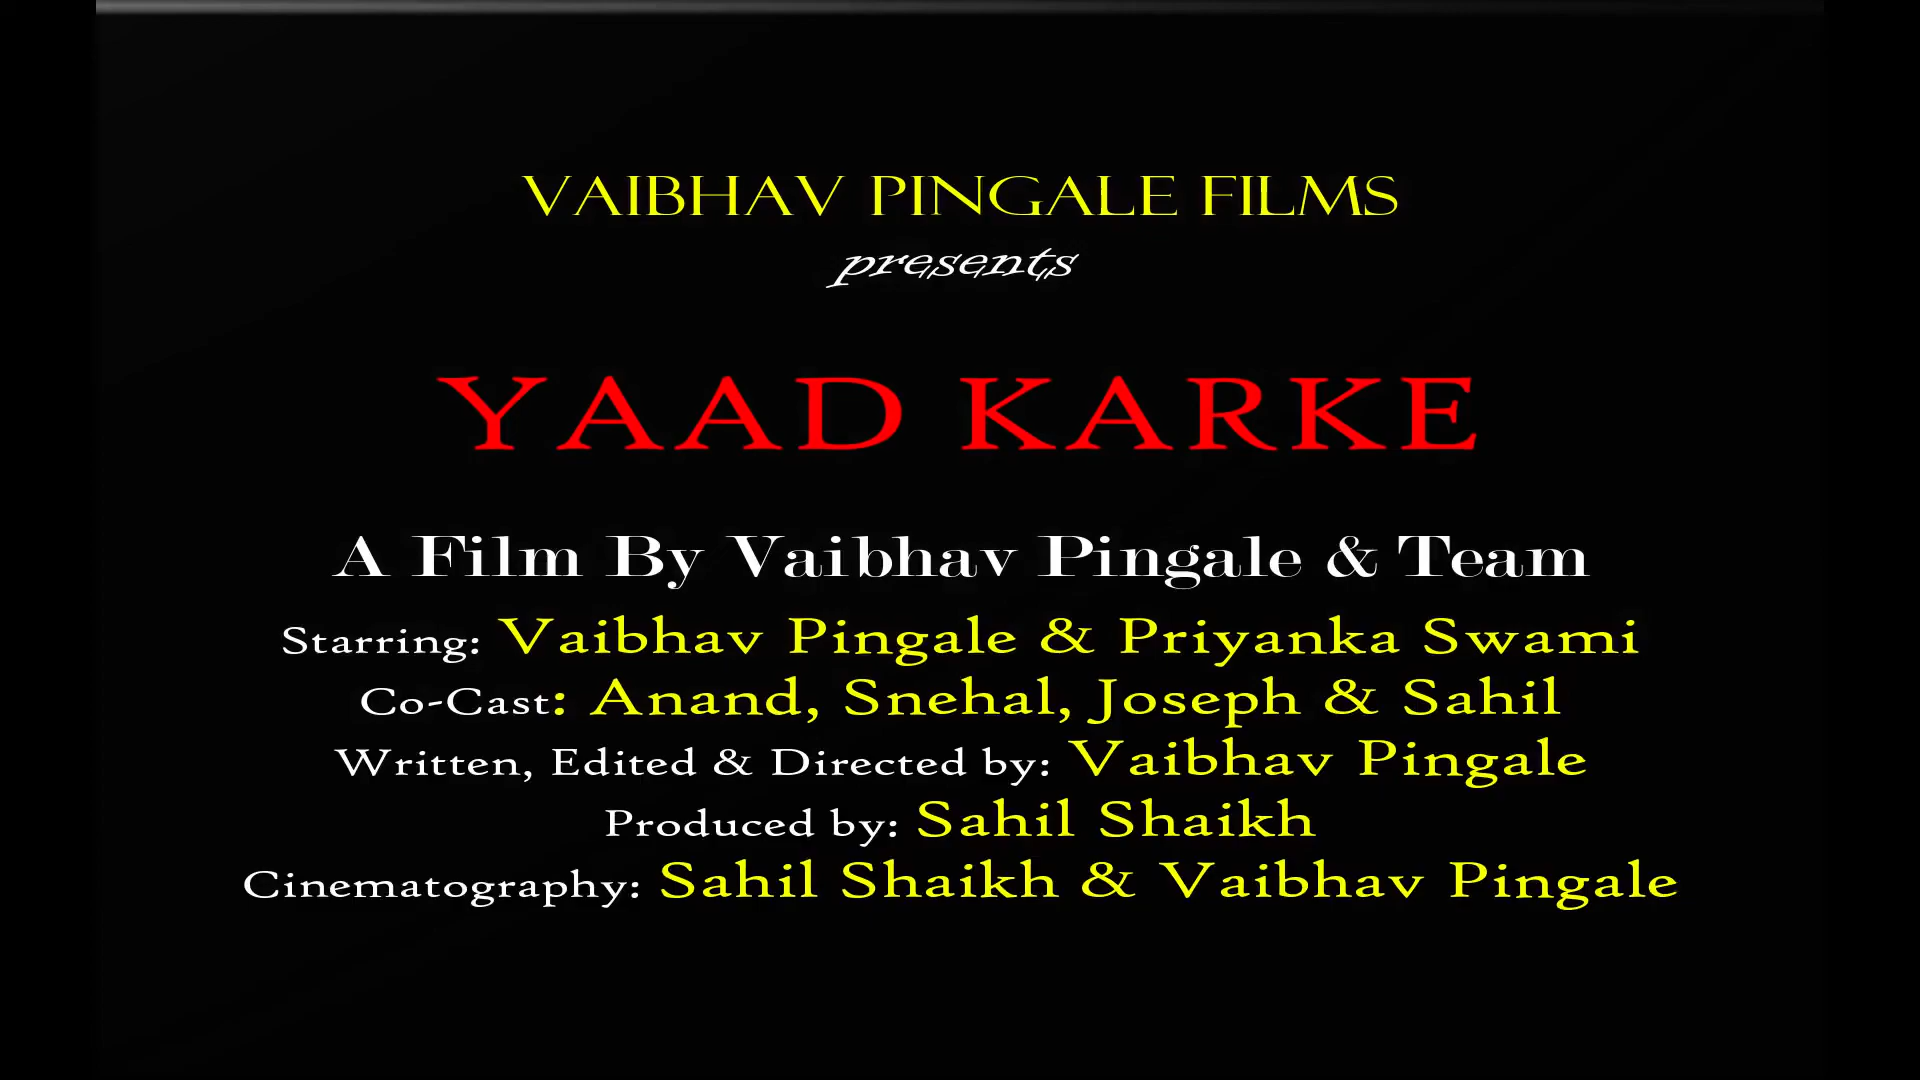 VAIBHAV PINGALE FILMS
presents
YAAD KARKE
A Film By Vaibhav Pingale & Team
Starring: Vaibhav Pingale & Priyanka Swami
Co-Cast: Anand, Snehal, Joseph & Sahil
Written, Edited & Directed by: Vaibhav Pingale
Produced by: Sahil Shaikh
Cinematography: Sahil Shaikh & Vaibhav Pingale